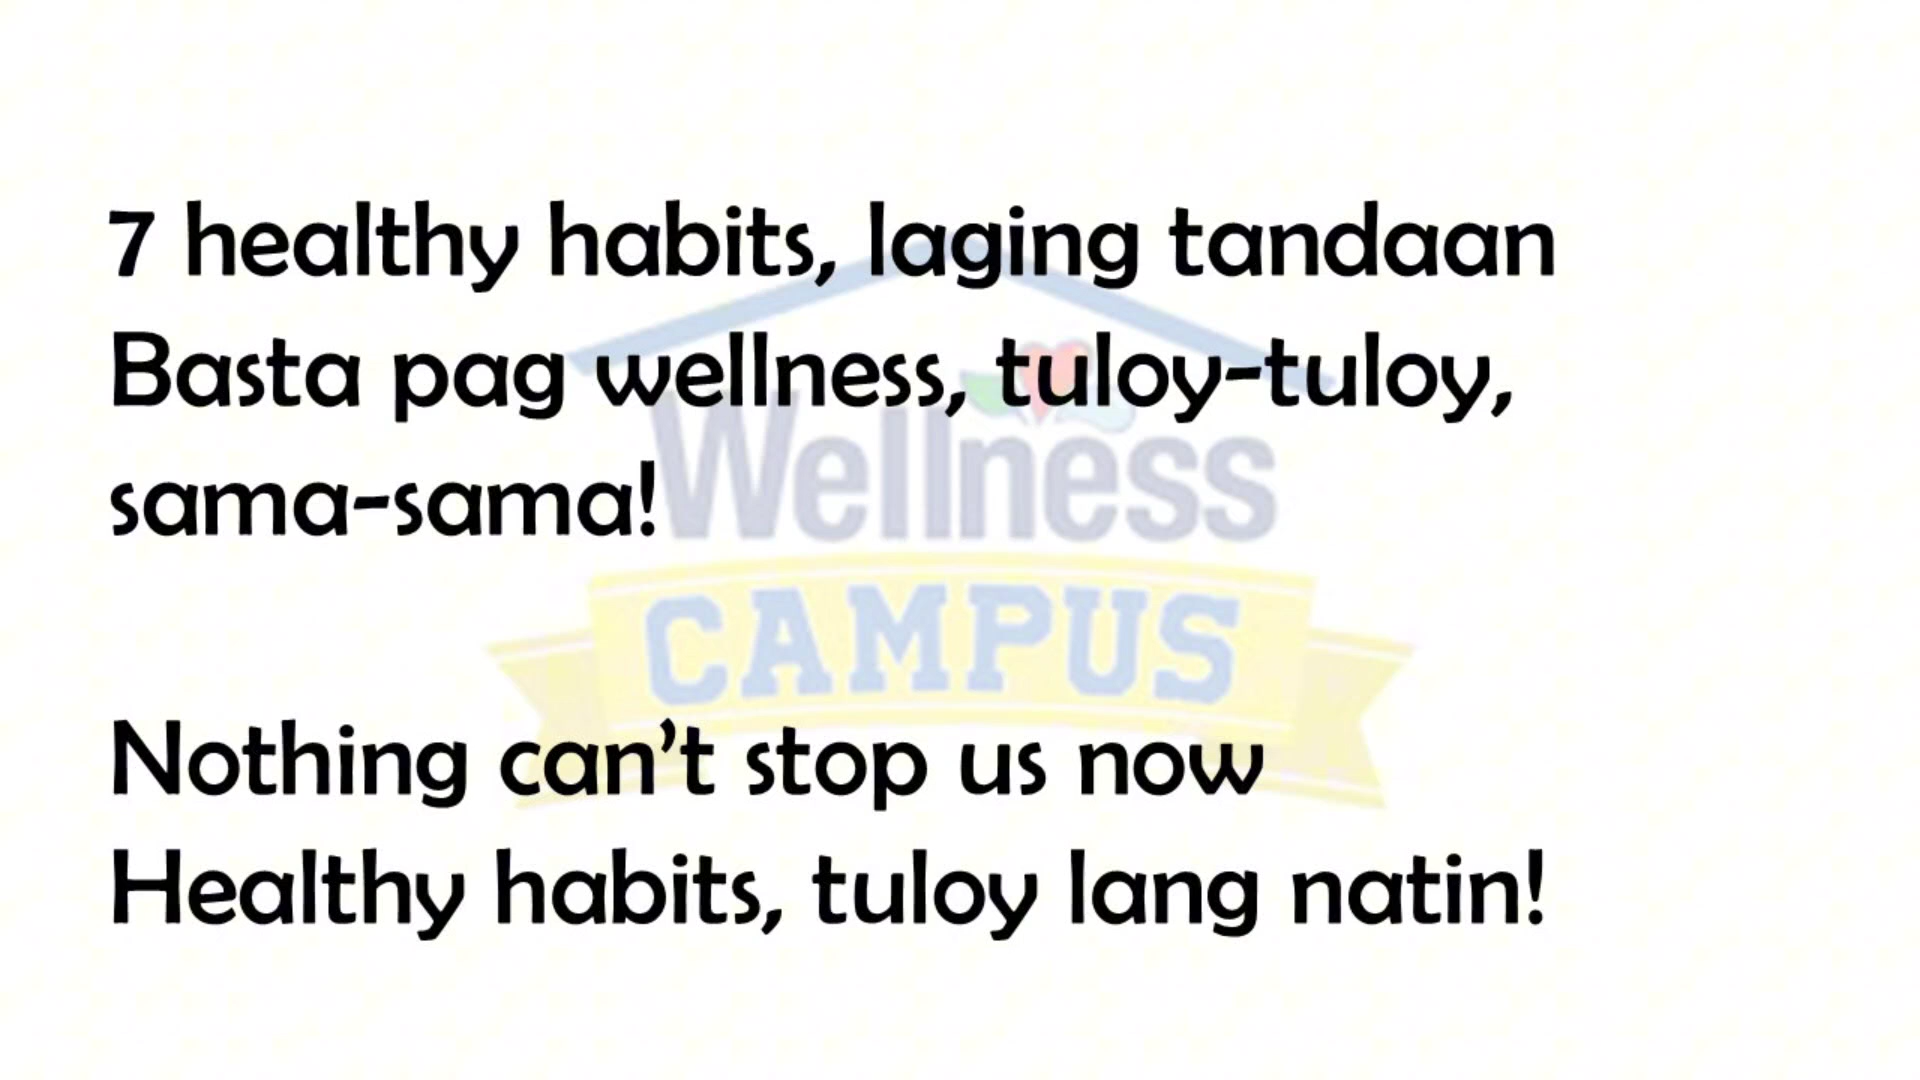 7 healthy habits, laging tandaan
Basta pag wellness, tuloy-tuloy,
sama-sama!
Wellness
CAMPUS
Nothing can’t stop us now
Healthy habits, tuloy lang natin!